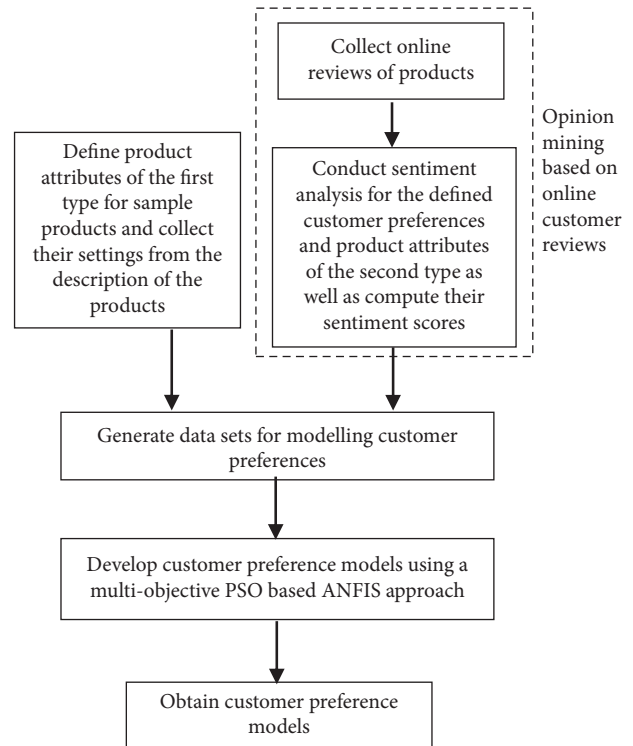 Collect online
reviews of products
Opinion
mining
based on
online
customer
reviews
Define product
attributes of the first
type for sample
products and collect
their settings from the
description of the
products
Conduct sentiment
analysis for the defined
customer preferences
and product attributes
of the second type as
well as compute their
sentiment scores
Generate data sets for modelling customer
preferences
Develop customer preference models using a
multi-objective PSO based ANFIS approach
Obtain customer preference
models